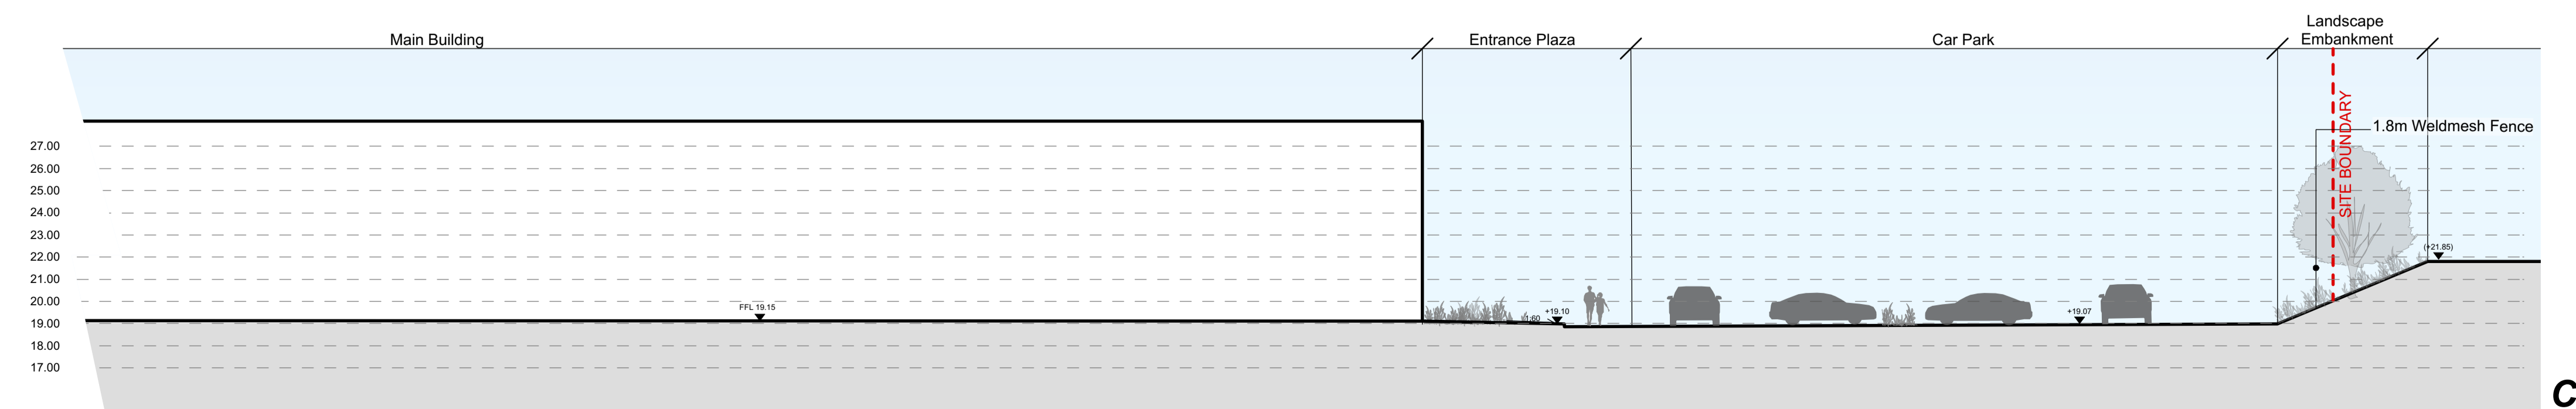 Landscape
Main Building
Entrance Plaza
Car Park
Embankment
SITE BOUNDARY
1.8m Weldmesh Fence
27.00
26.00
25.00
24.00
23.00
22.00
(+21.85)
21.00
20.00
FFL 19.15
+19.10
+19.07
1:60
19.00
18.00
17.00
C